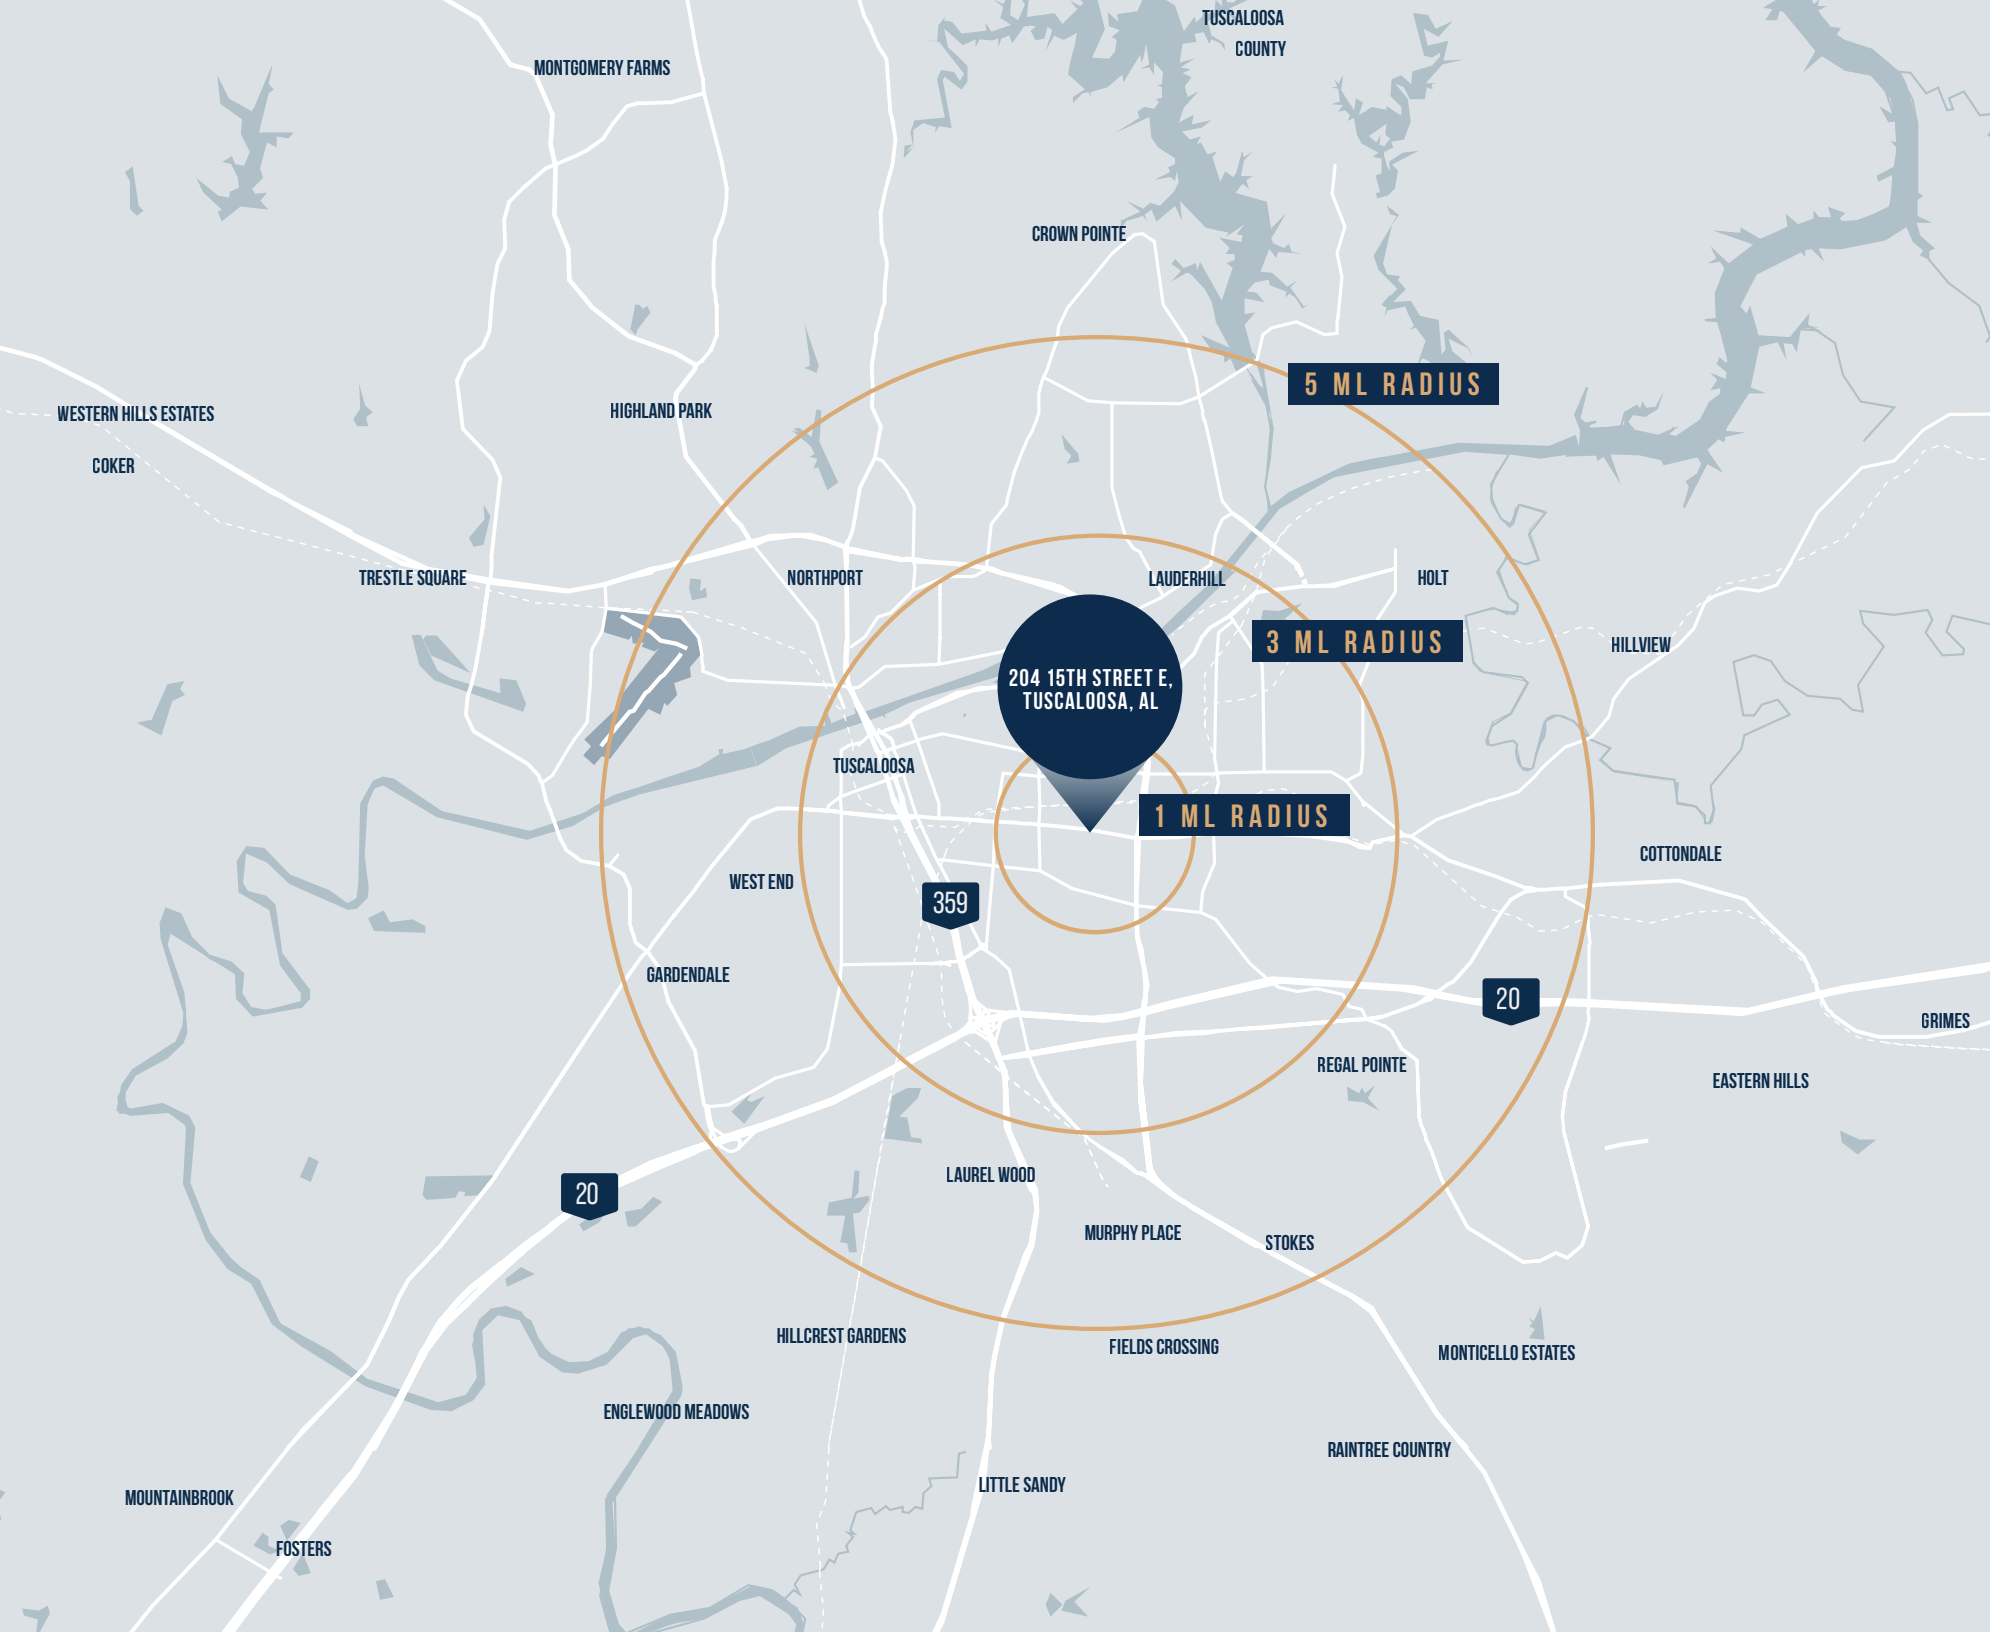 TUSCALOOSA
COUNTY
MONTGOMERY FARMS
CROWN POINTE
5 ML RADIUS
WESTERN HILLS ESTATES
HIGHLAND PARK
COKER
TRESTLE SQUARE
NORTHPORT
LAUDERHILL
HOLT
3 ML RADIUS
HILLVIEW
204 15TH STREET E,
TUSCALOOSA, AL
TUSCALOOSA
1 ML RADIUS
COTTONDALE
WEST END
359
GARDENDALE
20
GRIMES
REGAL POINTE
EASTERN HILLS
LAUREL WOOD
20
MURPHY PLACE
STOKES
HILLCREST GARDENS
FIELDS CROSSING
MONTICELLO ESTATES
ENGLEWOOD MEADOWS
RAINTREE COUNTRY
LITTLE SANDY
MOUNTAINBROOK
FOSTERS